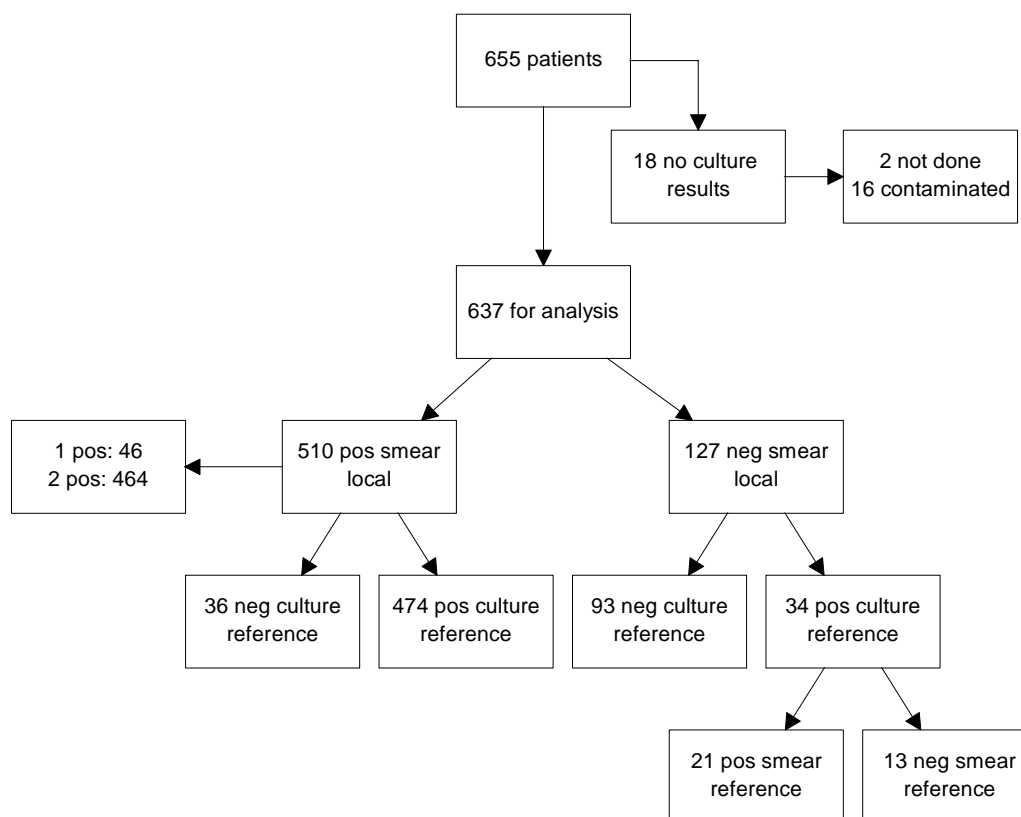 655 patients
18 no culture
results
2 not done
16 contaminated
637 for analysis
1 pos: 46
2 pos: 464
510 pos smear
local
127 neg smear
local
36 neg culture
reference
474 pos culture
reference
93 neg culture
reference
34 pos culture
reference
21 pos smear
reference
13 neg smear
reference